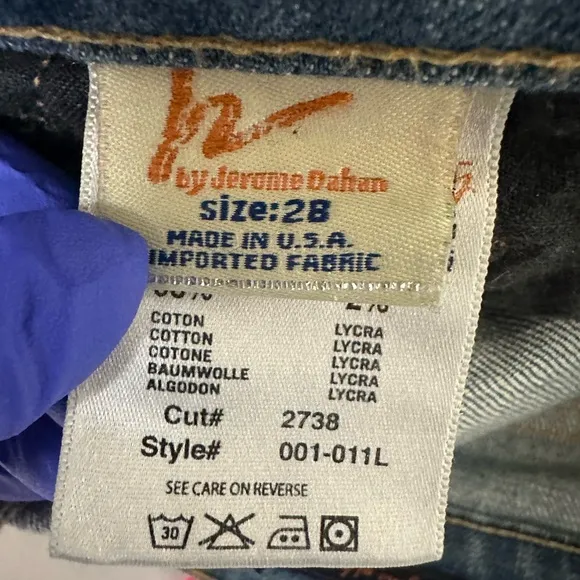 by Jerome Dahan
size:28
MADE IN U.S.A.
IMPORTED FABRIC
2%
COTON LYCRA
COTTON LYCRA
COTONE LYCRA
BAUMWOLLE LYCRA
ALGODON LYCRA
Cut# 2738
Style# 001-011L
SEE CARE ON REVERSE
30